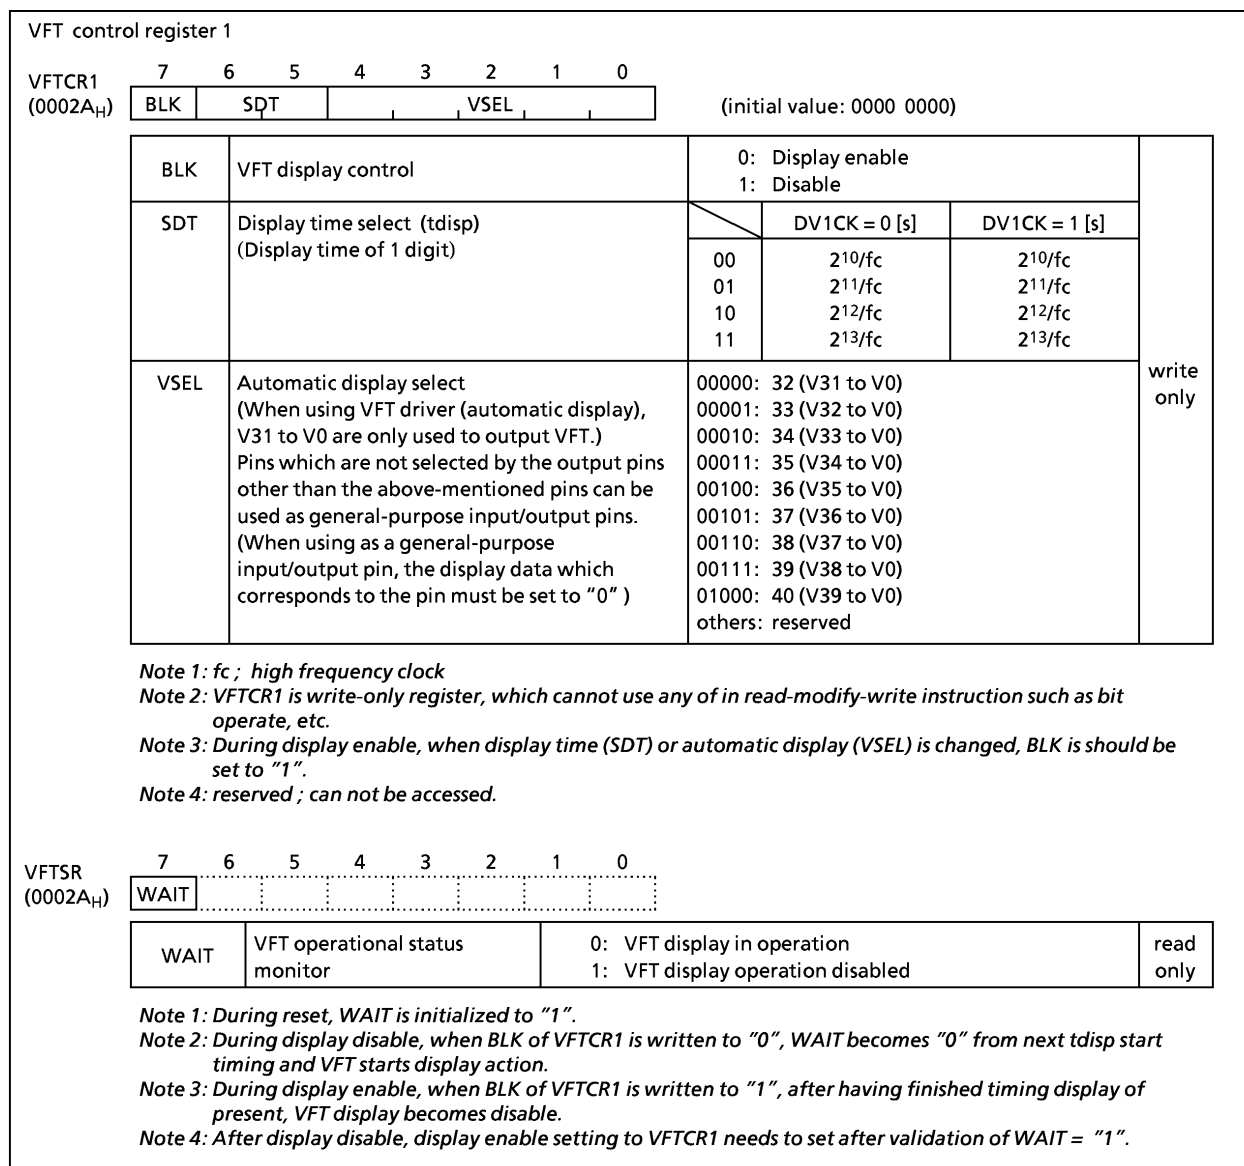 VFT control register 1
7 6 5 4 3 2 1 0
VFTCR1
(0002AH) BLK SDT VSEL (initial value: 0000 0000)
BLK VFT display control 0: Display enable
1: Disable
SDT Display time select (tdisp) DV1CK = 0 [s] DV1CK = 1 [s]
(Display time of 1 digit)
00 2^10/fc 2^10/fc
01 2^11/fc 2^11/fc
10 2^12/fc 2^12/fc
11 2^13/fc 2^13/fc
write
only
VSEL Automatic display select 00000: 32 (V31 to V0)
(When using VFT driver (automatic display), 00001: 33 (V32 to V0)
V31 to V0 are only used to output VFT.) 00010: 34 (V33 to V0)
Pins which are not selected by the output pins 00011: 35 (V34 to V0)
other than the above-mentioned pins can be 00100: 36 (V35 to V0)
used as general-purpose input/output pins. 00101: 37 (V36 to V0)
(When using as a general-purpose 00110: 38 (V37 to V0)
input/output pin, the display data which 00111: 39 (V38 to V0)
corresponds to the pin must be set to "0" ) 01000: 40 (V39 to V0)
others: reserved
Note 1: fc ; high frequency clock
Note 2: VFTCR1 is write-only register, which cannot use any of in read-modify-write instruction such as bit
operate, etc.
Note 3: During display enable, when display time (SDT) or automatic display (VSEL) is changed, BLK is should be
set to "1".
Note 4: reserved ; can not be accessed.
7 6 5 4 3 2 1 0
VFTSR
(0002AH) WAIT
WAIT VFT operational status 0: VFT display in operation read
monitor 1: VFT display operation disabled only
Note 1: During reset, WAIT is initialized to "1".
Note 2: During display disable, when BLK of VFTCR1 is written to "0", WAIT becomes "0" from next tdisp start
timing and VFT starts display action.
Note 3: During display enable, when BLK of VFTCR1 is written to "1", after having finished timing display of
present, VFT display becomes disable.
Note 4: After display disable, display enable setting to VFTCR1 needs to set after validation of WAIT = "1".